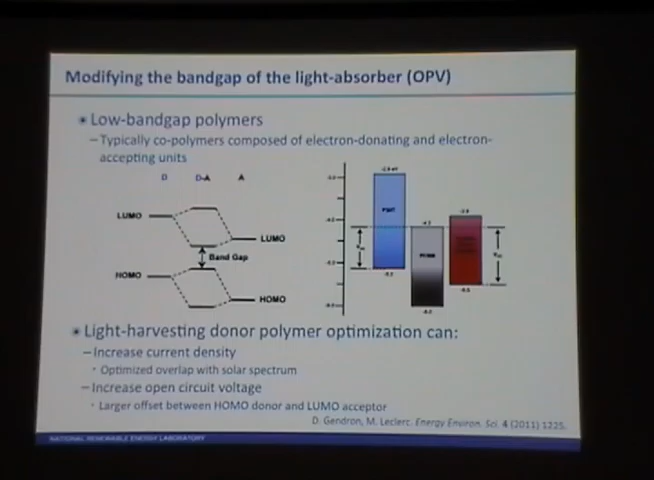 Modifying the bandgap of the light-absorber (OPV)
Low-bandgap polymers
–Typically co-polymers composed of electron-donating and electron-
accepting units
D D-A A
LUMO
LUMO
Band Gap
HOMO
HOMO
Light-harvesting donor polymer optimization can:
–Increase current density
· Optimized overlap with solar spectrum
–Increase open circuit voltage
· Larger offset between HOMO donor and LUMO acceptor
D. Gendron, M. Leclerc. Energy Environ. Sci. 4 (2011) 1225.
NATIONAL RENEWABLE ENERGY LABORATORY